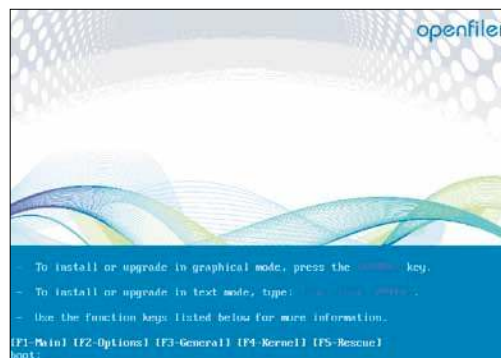 openfiler
- To install or upgrade in graphical mode, press the key.
- To install or upgrade in text mode, type: .
- Use the function keys listed below for more information.
[F1-Main] [F2-Options] [F3-General] [F4-Kernel] [F5-Rescue]
boot: